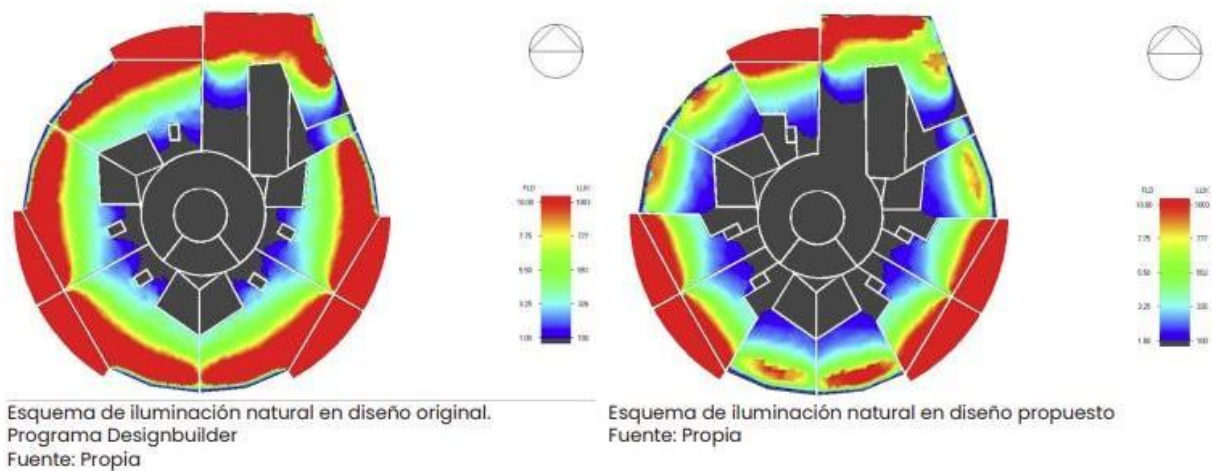 FLD LUX
10.00 1000
7.75 777
5.50 550
3.25 325
1.00 100
FLD LUX
10.00 1000
7.75 777
5.50 550
3.25
1.00 100
Esquema de iluminación natural en diseño original.
Programa Designbuilder
Fuente: Propia
Esquema de iluminación natural en diseño propuesto
Fuente: Propia